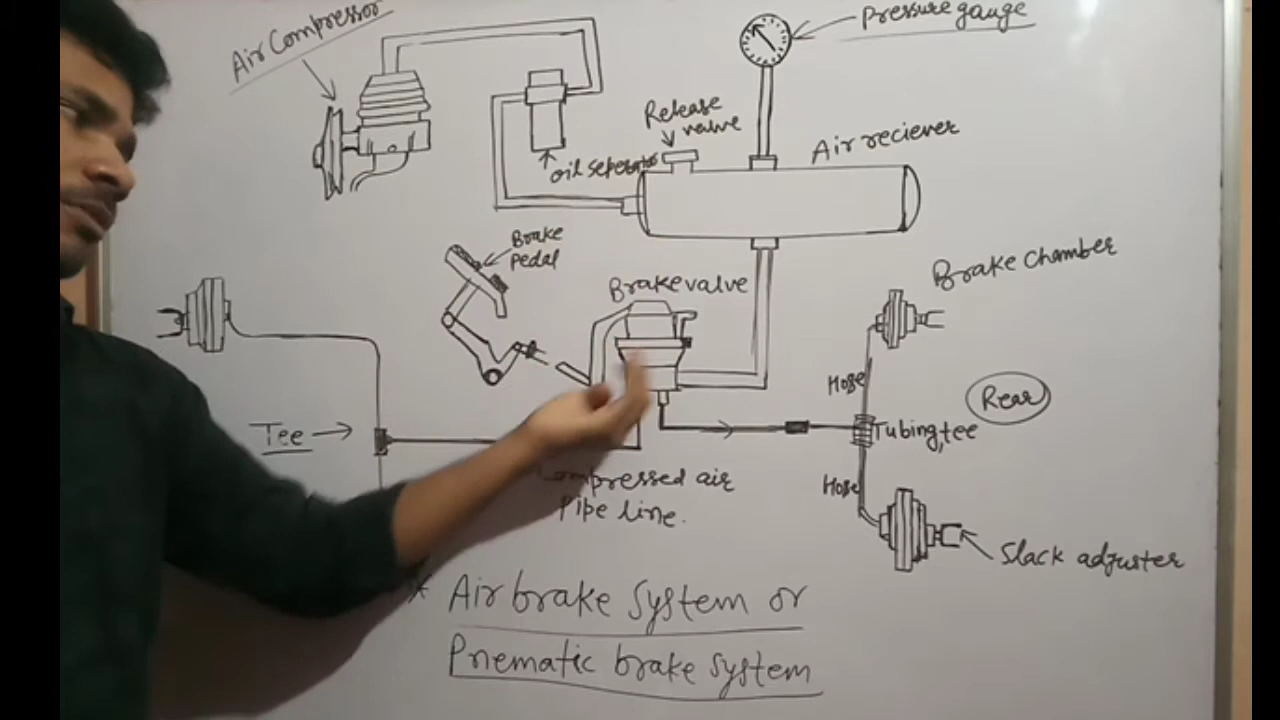 Air Compressor
Pressure gauge
Release
valve
Air reciever
oil seperator
Brake
Pedal
Brake valve
Brake Chamber
Hose
Rear
Tee
Tubing, tee
Hose
Compressed air
Pipe line.
Slack adjuster
* Air brake System or
Pnematic brake system